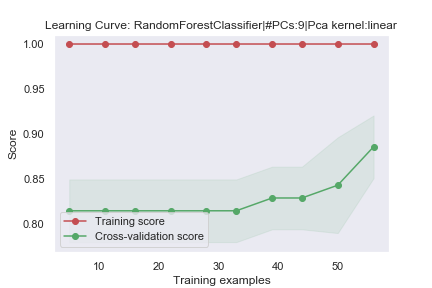 Learning Curve: RandomForestClassifier|#PCs:9|Pca kernel:linear
1.00
0.95
0.90
0.85
0.80
Score
Training score
Cross-validation score
10
20
30
40
50
Training examples